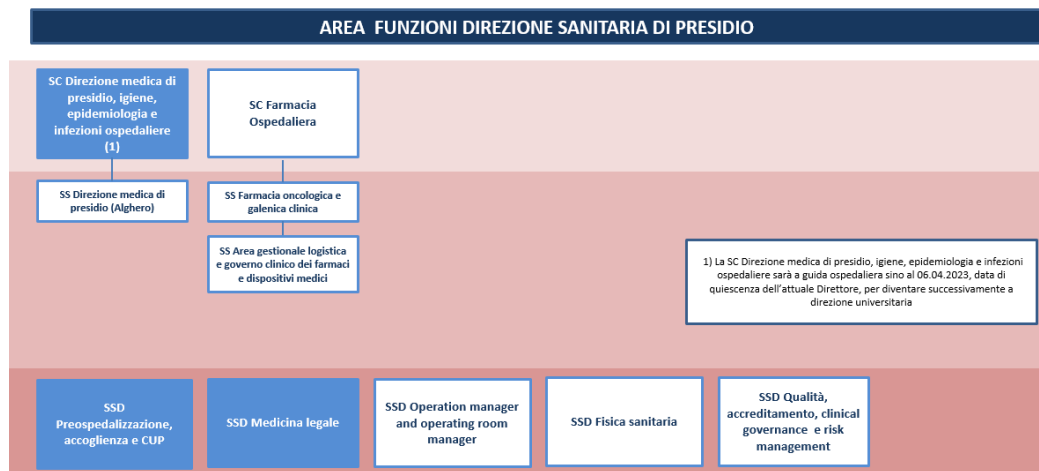 AREA  FUNZIONI DIREZIONE SANITARIA DI PRESIDIO
SC Direzione medica di
presidio, igiene,
epidemiologia e
infezioni ospedaliere
(1)
SC Farmacia
Ospedaliera
SS Direzione medica di
presidio (Alghero)
SS Farmacia oncologica e
galenica clinica
SS Area gestionale logistica
e governo clinico dei farmaci
e dispositivi medici
1) La SC Direzione medica di presidio, igiene, epidemiologia e infezioni
ospedaliere sarà a guida ospedaliera sino al 06.04.2023, data di
quiescenza dell'attuale Direttore, per diventare successivamente a
direzione universitaria
SSD
Preospedalizzazione,
accoglienza e CUP
SSD Medicina legale
SSD Operation manager
and operating room
manager
SSD Fisica sanitaria
SSD Qualità,
accreditamento, clinical
governance  e risk
management